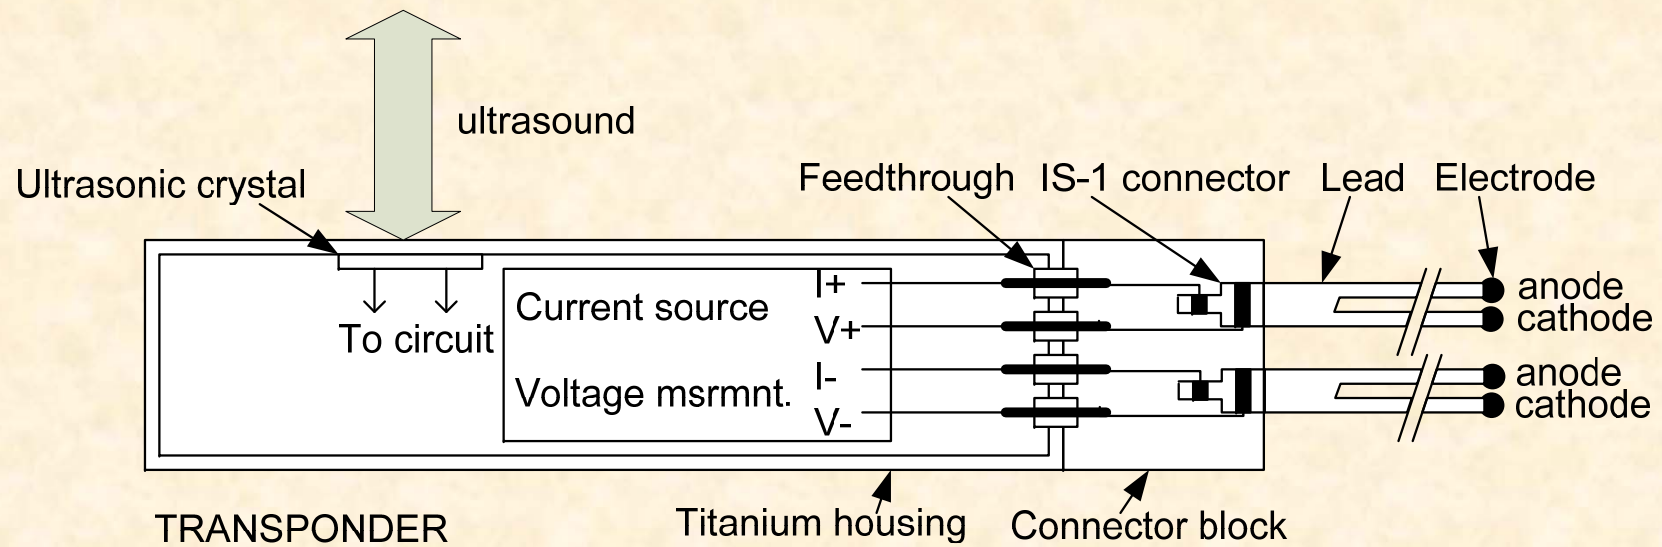 ultrasound
Ultrasonic crystal
Feedthrough
IS-1 connector
Lead
Electrode
Current source
Voltage msrmnt.
I+
V+
I-
V-
To circuit
anode
cathode
anode
cathode
TRANSPONDER
Titanium housing
Connector block